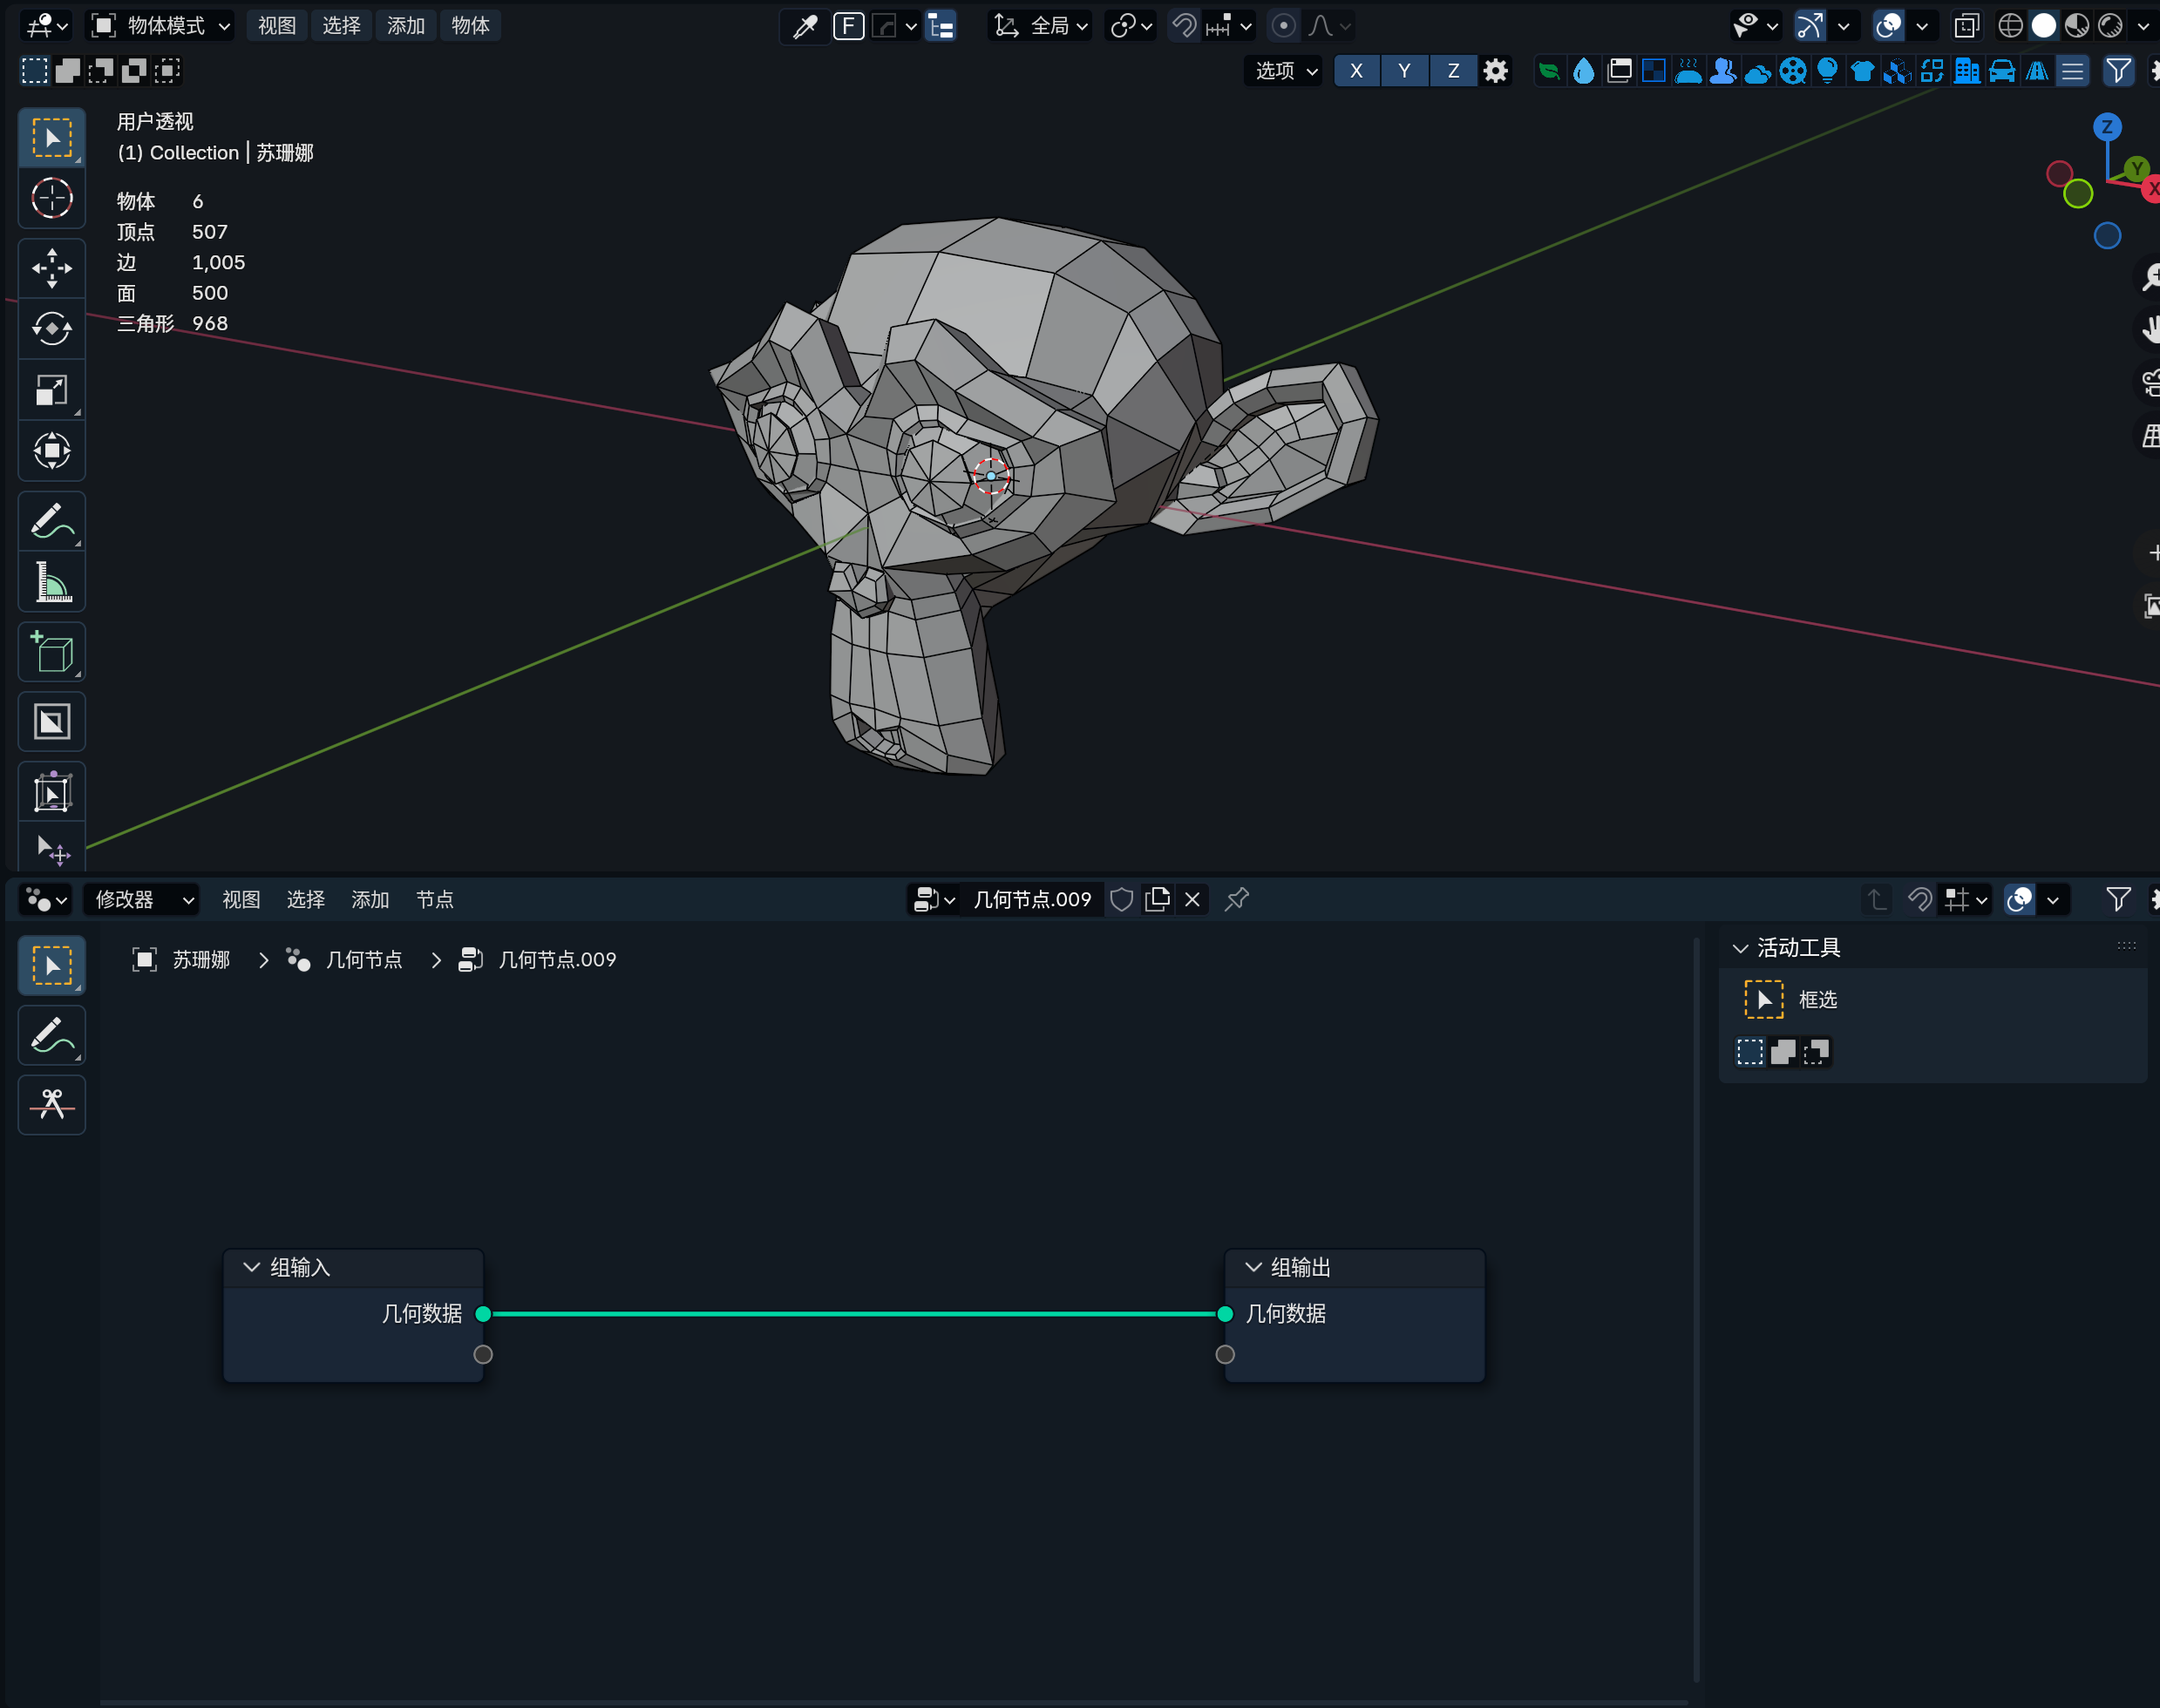 物体模式 视图 选择 添加 物体 F 全局
选项 X Y Z
用户透视
(1) Collection | 苏珊娜
物体 6
顶点 507
边 1,005
面 500
三角形 968
Z
Y
X
修改器 视图 选择 添加 节点 几何节点.009
苏珊娜 > 几何节点 > 几何节点.009
活动工具
框选
组输入
几何数据
组输出
几何数据